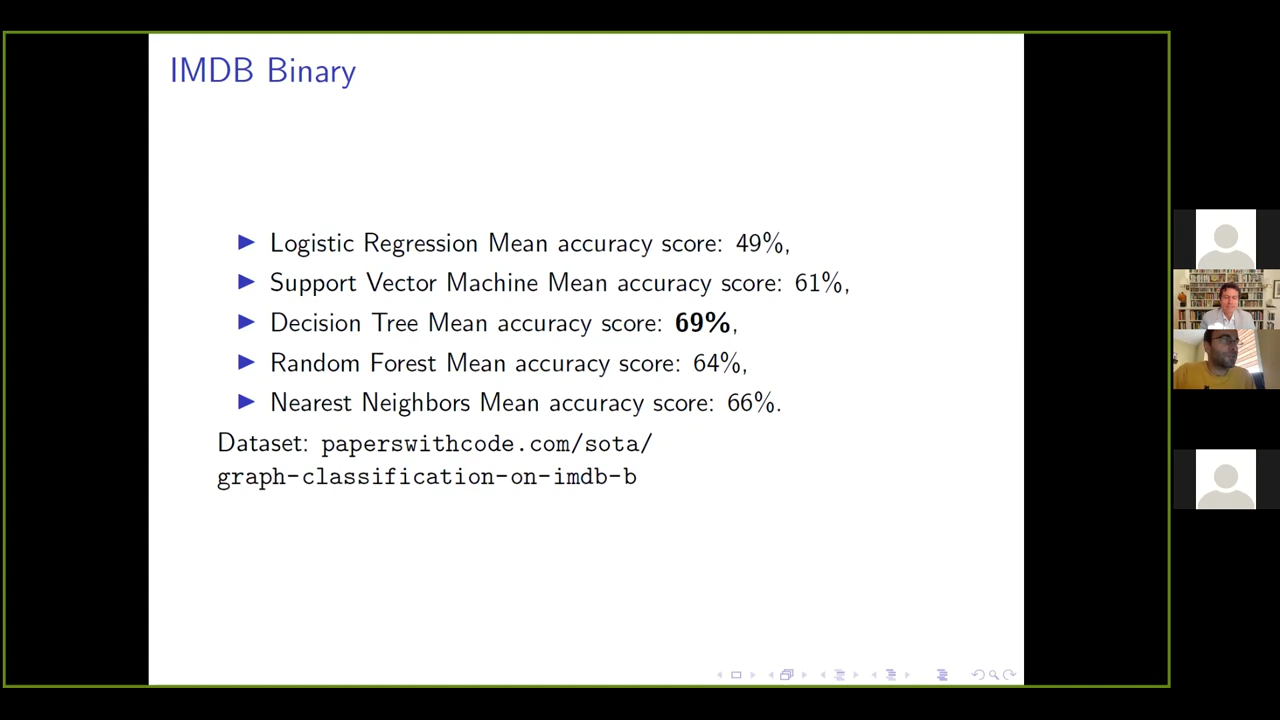 IMDB Binary
Logistic Regression Mean accuracy score: 49%,
Support Vector Machine Mean accuracy score: 61%,
Decision Tree Mean accuracy score: 69%,
Random Forest Mean accuracy score: 64%,
Nearest Neighbors Mean accuracy score: 66%.
Dataset: paperswithcode.com/sota/
graph-classification-on-imdb-b